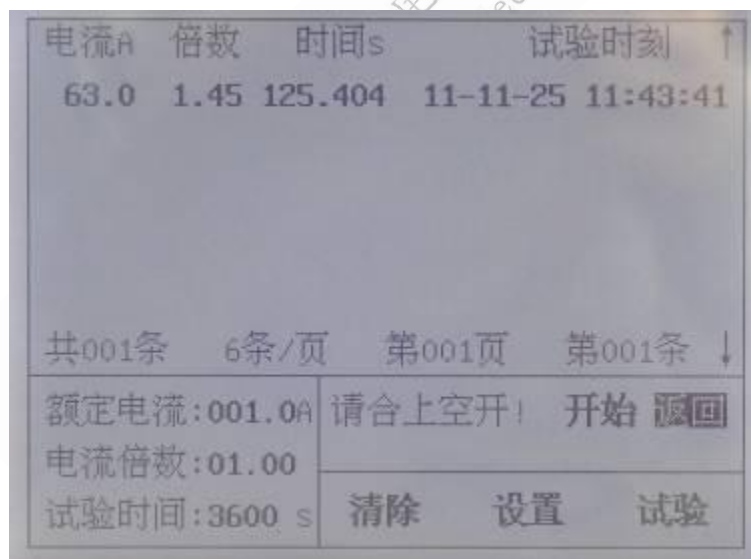 电流A 倍数 时间s 试验时刻 ↑
63.0 1.45 125.404 11-11-25 11:43:41
共001条 6条/页 第001页 第001条 ↓
额定电流:001.0A
电流倍数:01.00
试验时间:3600 s
请合上空开! 开始 返回
清除 设置 试验